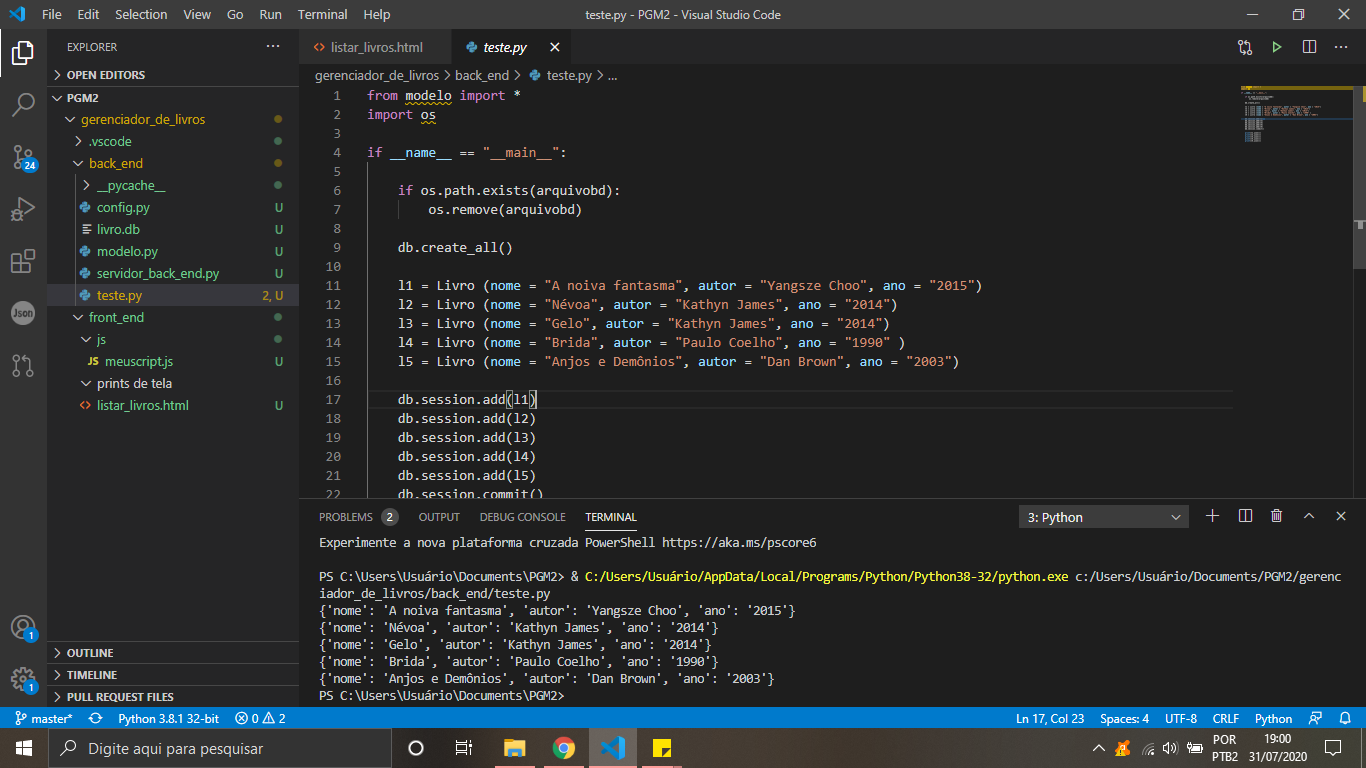 File Edit Selection View Go Run Terminal Help
teste.py - PGM2 - Visual Studio Code
EXPLORER
OPEN EDITORS
PGM2
gerenciador_de_livros
.vscode
back_end
__pycache__
config.py U
livro.db U
modelo.py U
servidor_back_end.py U
teste.py 2, U
front_end
js
JS meuscript.js U
prints de tela
listar_livros.html U
OUTLINE
TIMELINE
PULL REQUEST FILES
24
Json
1
1
listar_livros.html
teste.py
gerenciador_de_livros > back_end > teste.py > ...
1 from modelo import *
2 import os
3
4 if __name__ == "__main__":
5
6 if os.path.exists(arquivobd):
7 os.remove(arquivobd)
8
9 db.create_all()
10
11 l1 = Livro (nome = "A noiva fantasma", autor = "Yangsze Choo", ano = "2015")
12 l2 = Livro (nome = "Névoa", autor = "Kathyn James", ano = "2014")
13 l3 = Livro (nome = "Gelo", autor = "Kathyn James", ano = "2014")
14 l4 = Livro (nome = "Brida", autor = "Paulo Coelho", ano = "1990" )
15 l5 = Livro (nome = "Anjos e Demônios", autor = "Dan Brown", ano = "2003")
16
17 db.session.add(l1)
18 db.session.add(l2)
19 db.session.add(l3)
20 db.session.add(l4)
21 db.session.add(l5)
22 db.session.commit()
PROBLEMS 2 OUTPUT DEBUG CONSOLE TERMINAL
3: Python
Experimente a nova plataforma cruzada PowerShell https://aka.ms/pscore6
PS C:\Users\Usuário\Documents\PGM2> & C:/Users/Usuário/AppData/Local/Programs/Python/Python38-32/python.exe c:/Users/Usuário/Documents/PGM2/gerenc
iador_de_livros/back_end/teste.py
{'nome': 'A noiva fantasma', 'autor': 'Yangsze Choo', 'ano': '2015'}
{'nome': 'Névoa', 'autor': 'Kathyn James', 'ano': '2014'}
{'nome': 'Gelo', 'autor': 'Kathyn James', 'ano': '2014'}
{'nome': 'Brida', 'autor': 'Paulo Coelho', 'ano': '1990'}
{'nome': 'Anjos e Demônios', 'autor': 'Dan Brown', 'ano': '2003'}
PS C:\Users\Usuário\Documents\PGM2>
master* Python 3.8.1 32-bit 0 2
Ln 17, Col 23 Spaces: 4 UTF-8 CRLF Python
Digite aqui para pesquisar
POR
PTB2
19:00
31/07/2020